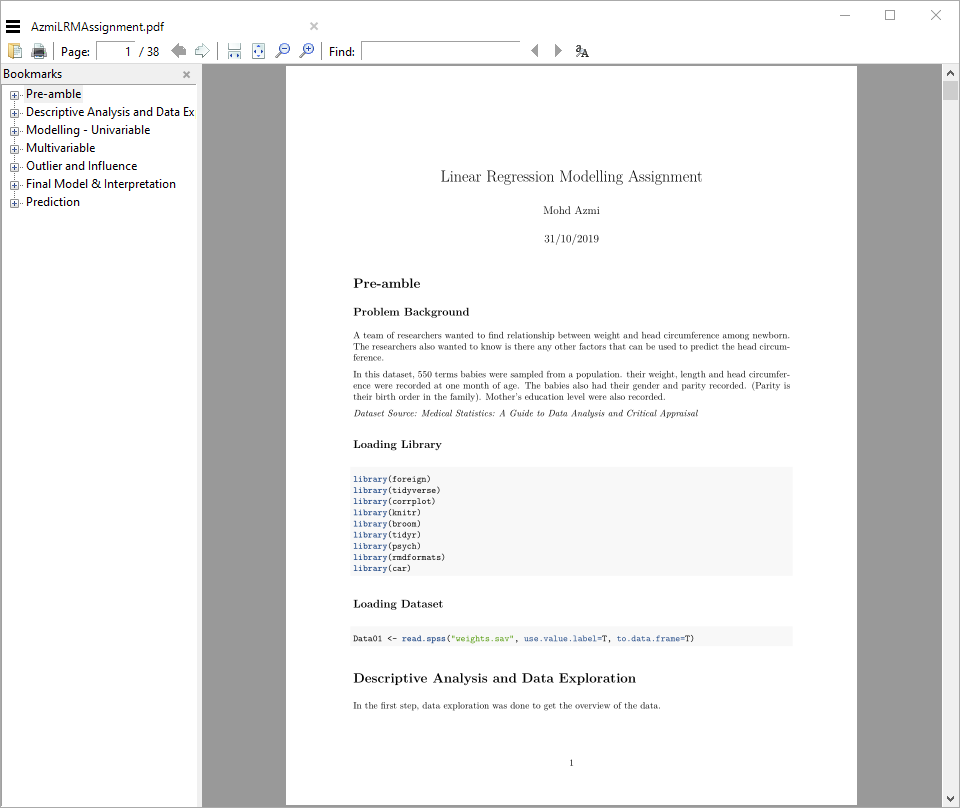 AzmiLRMAssignment.pdf
Page: 1 / 38 Find:
Bookmarks
Pre-amble
Descriptive Analysis and Data Ex
Modelling - Univariable
Multivariable
Outlier and Influence
Final Model & Interpretation
Prediction
Linear Regression Modelling Assignment
Mohd Azmi
31/10/2019
Pre-amble
Problem Background
A team of researchers wanted to find relationship between weight and head circumference among newborn.
The researchers also wanted to know is there any other factors that can be used to predict the head circum-
ference.
In this dataset, 550 terms babies were sampled from a population. their weight, length and head circumfer-
ence were recorded at one month of age. The babies also had their gender and parity recorded. (Parity is
their birth order in the family). Mother's education level were also recorded.
Dataset Source: Medical Statistics: A Guide to Data Analysis and Critical Appraisal
Loading Library
library(foreign)
library(tidyverse)
library(corrplot)
library(knitr)
library(broom)
library(tidyr)
library(psych)
library(rmdformats)
library(car)
Loading Dataset
Data01 <- read.spss("weights.sav", use.value.label=T, to.data.frame=T)
Descriptive Analysis and Data Exploration
In the first step, data exploration was done to get the overview of the data.
1